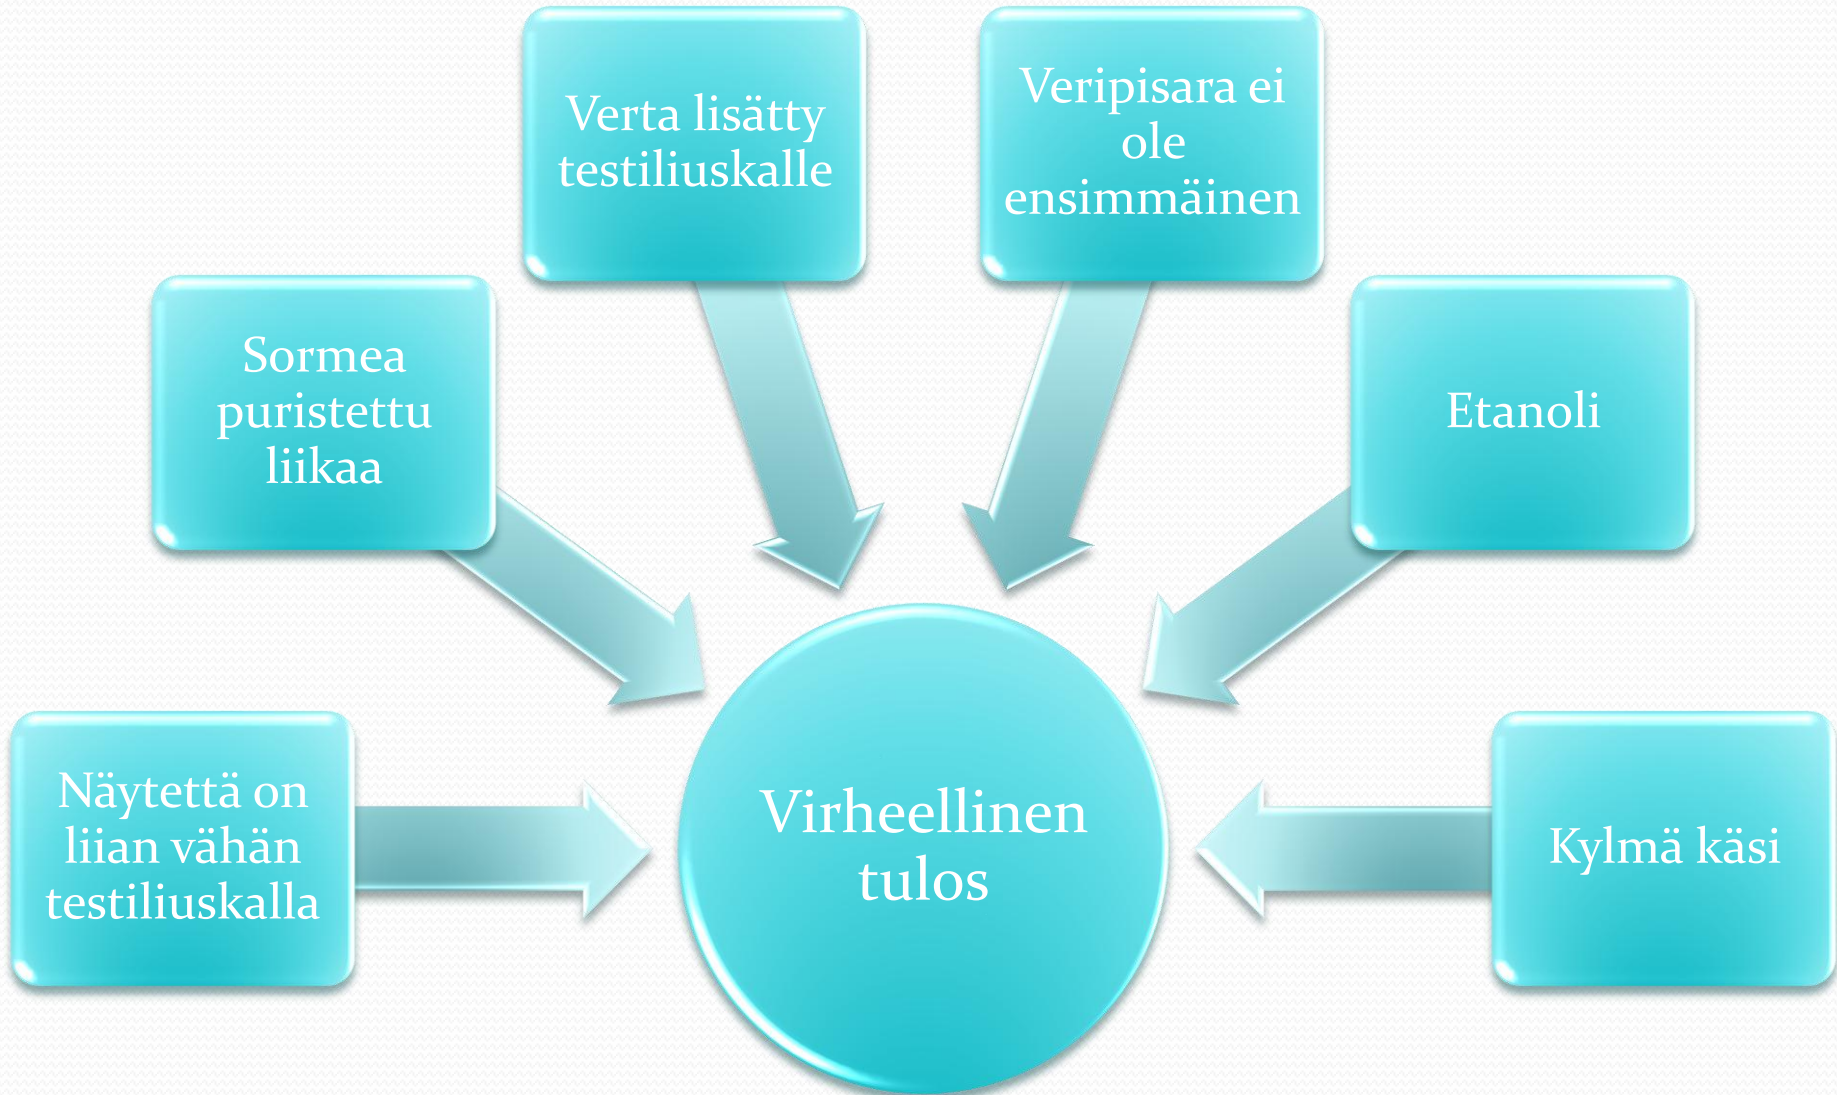 Verta lisätty
testiliuskalle
Veripisara ei
ole
ensimmäinen
Sormea
puristettu
liikaa
Etanoli
Näytettä on
liian vähän
testiliuskalla
Virheellinen
tulos
Kylmä käsi